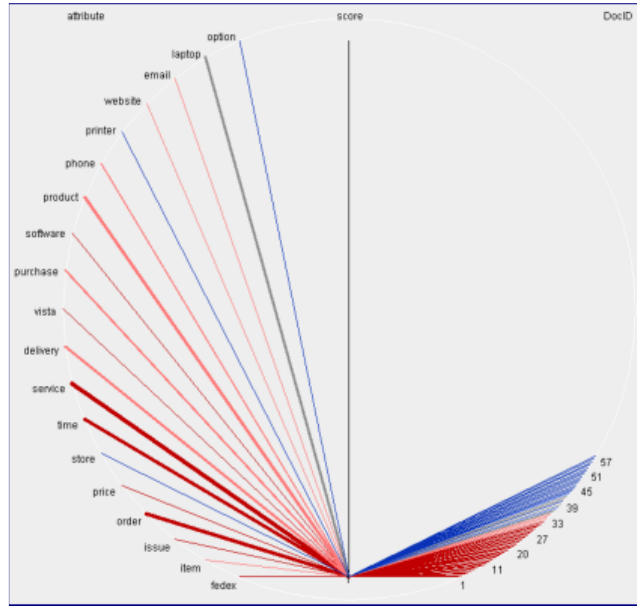 attribute
score
DocID
option
laptop
email
website
printer
phone
product
software
purchase
vista
delivery
service
time
store
price
order
issue
item
fedex
57
51
45
39
33
27
20
11
1